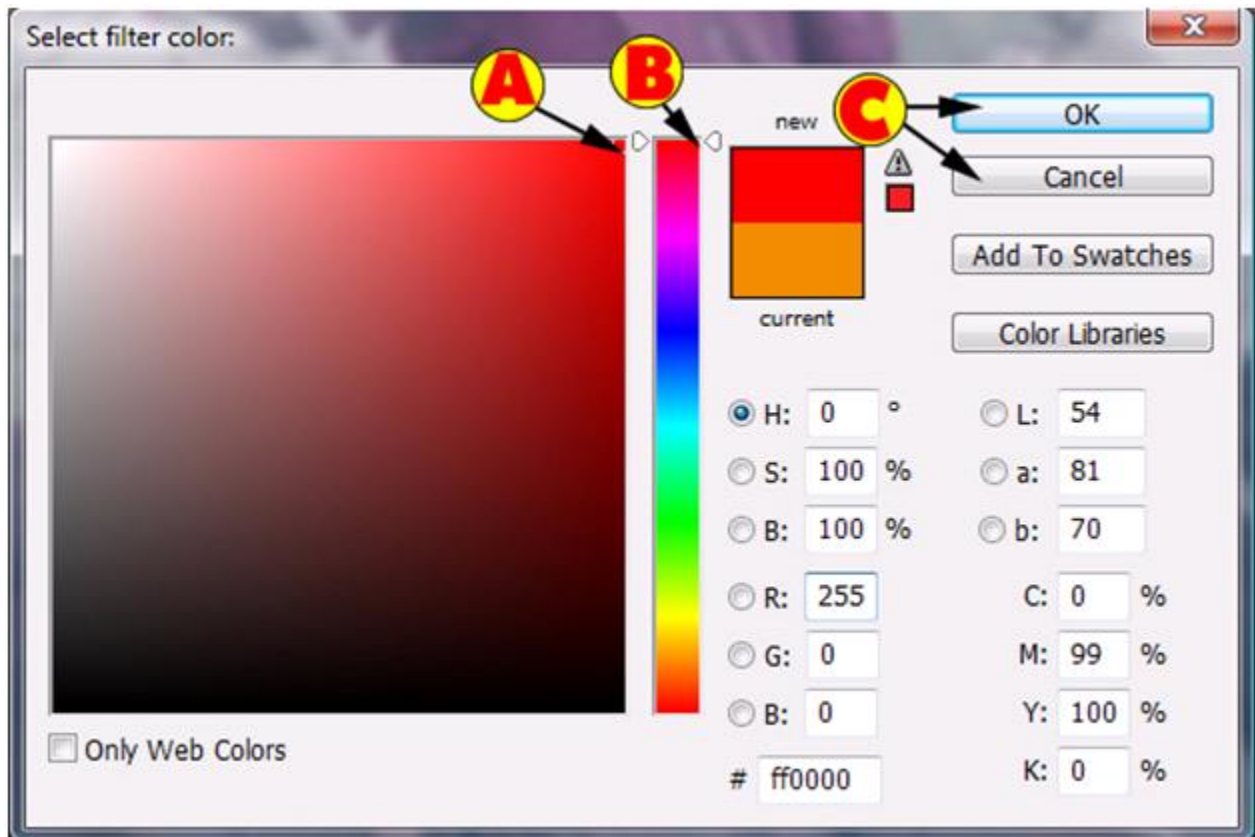 Select filter color:
X
A
B
C
new
current
OK
Cancel
Add To Swatches
Color Libraries
H: 0 °
L: 54
S: 100 %
a: 81
B: 100 %
b: 70
R: 255
C: 0 %
G: 0
M: 99 %
B: 0
Y: 100 %
# ff0000
K: 0 %
Only Web Colors